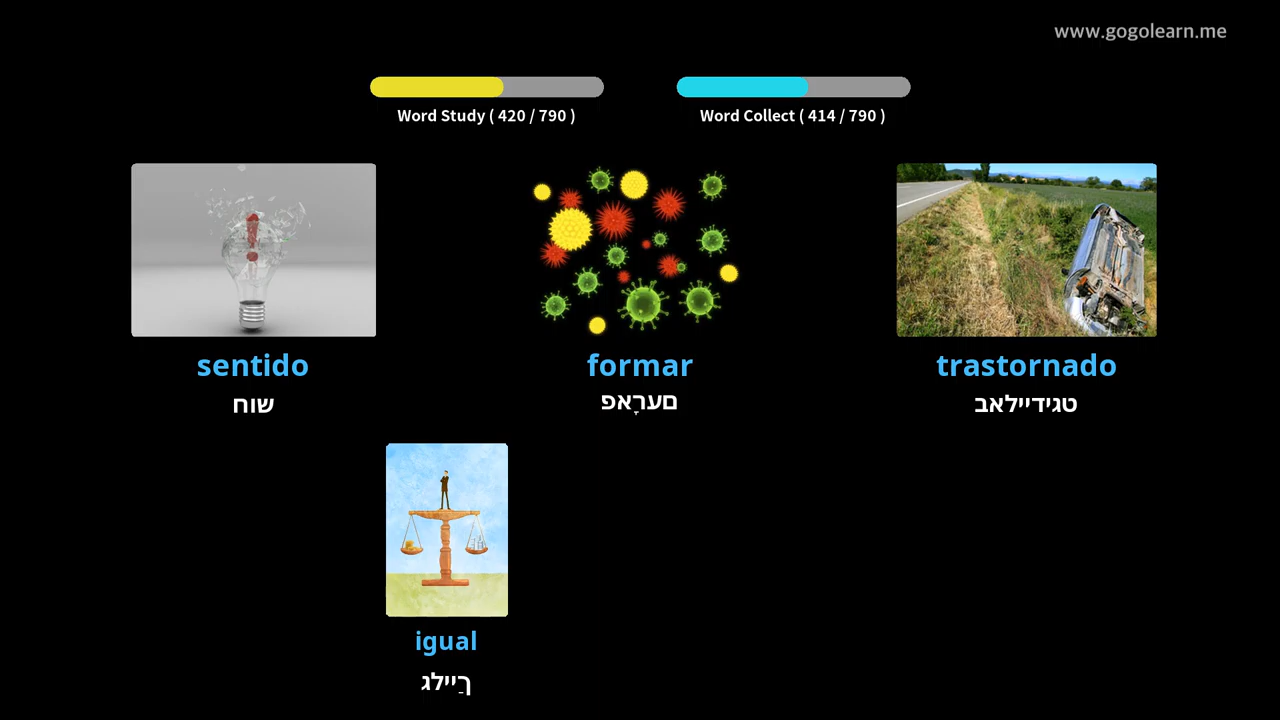 www.gogolearn.me
Word Study ( 420 / 790 )
Word Collect ( 414 / 790 )
sentido
שוח
formar
םערָאפ
trastornado
טגידיילאב
igual
ךַיילג